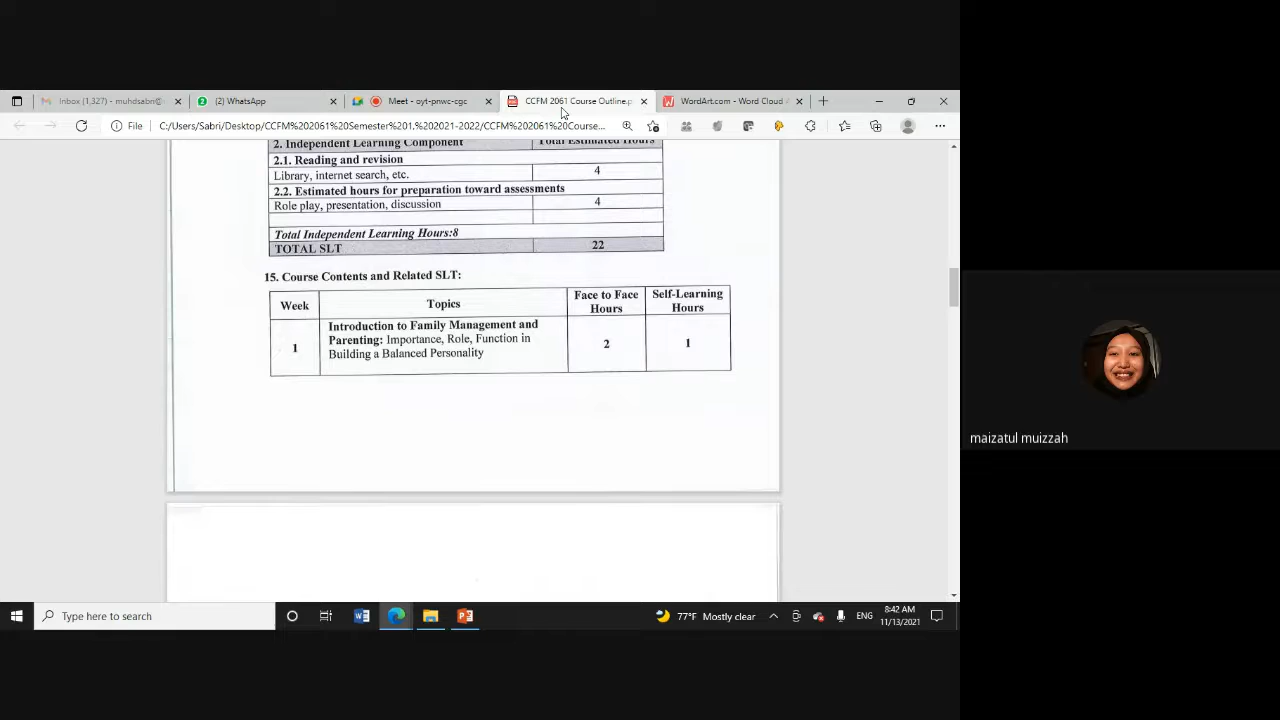 Inbox (1,327) - muhdsabri@
(2) WhatsApp
Meet - oyt-pnwc-cgc
CCFM 2061 Course Outline.p
WordArt.com - Word Cloud A
File
C:/Users/Sabri/Desktop/CCFM%202061%20Semester%201.%202021-2022/CCFM%202061%20Course...
2. Independent Learning Component Total Estimated Hours
2.1. Reading and revision
Library, internet search, etc. 4
2.2. Estimated hours for preparation toward assessments
Role play, presentation, discussion 4
Total Independent Learning Hours:8
TOTAL SLT 22
15. Course Contents and Related SLT:
Week Topics Face to Face Hours Self-Learning Hours
1 Introduction to Family Management and
Parenting: Importance, Role, Function in
Building a Balanced Personality 2 1
maizatul muizzah
Type here to search
77°F Mostly clear
ENG
8:42 AM
11/13/2021